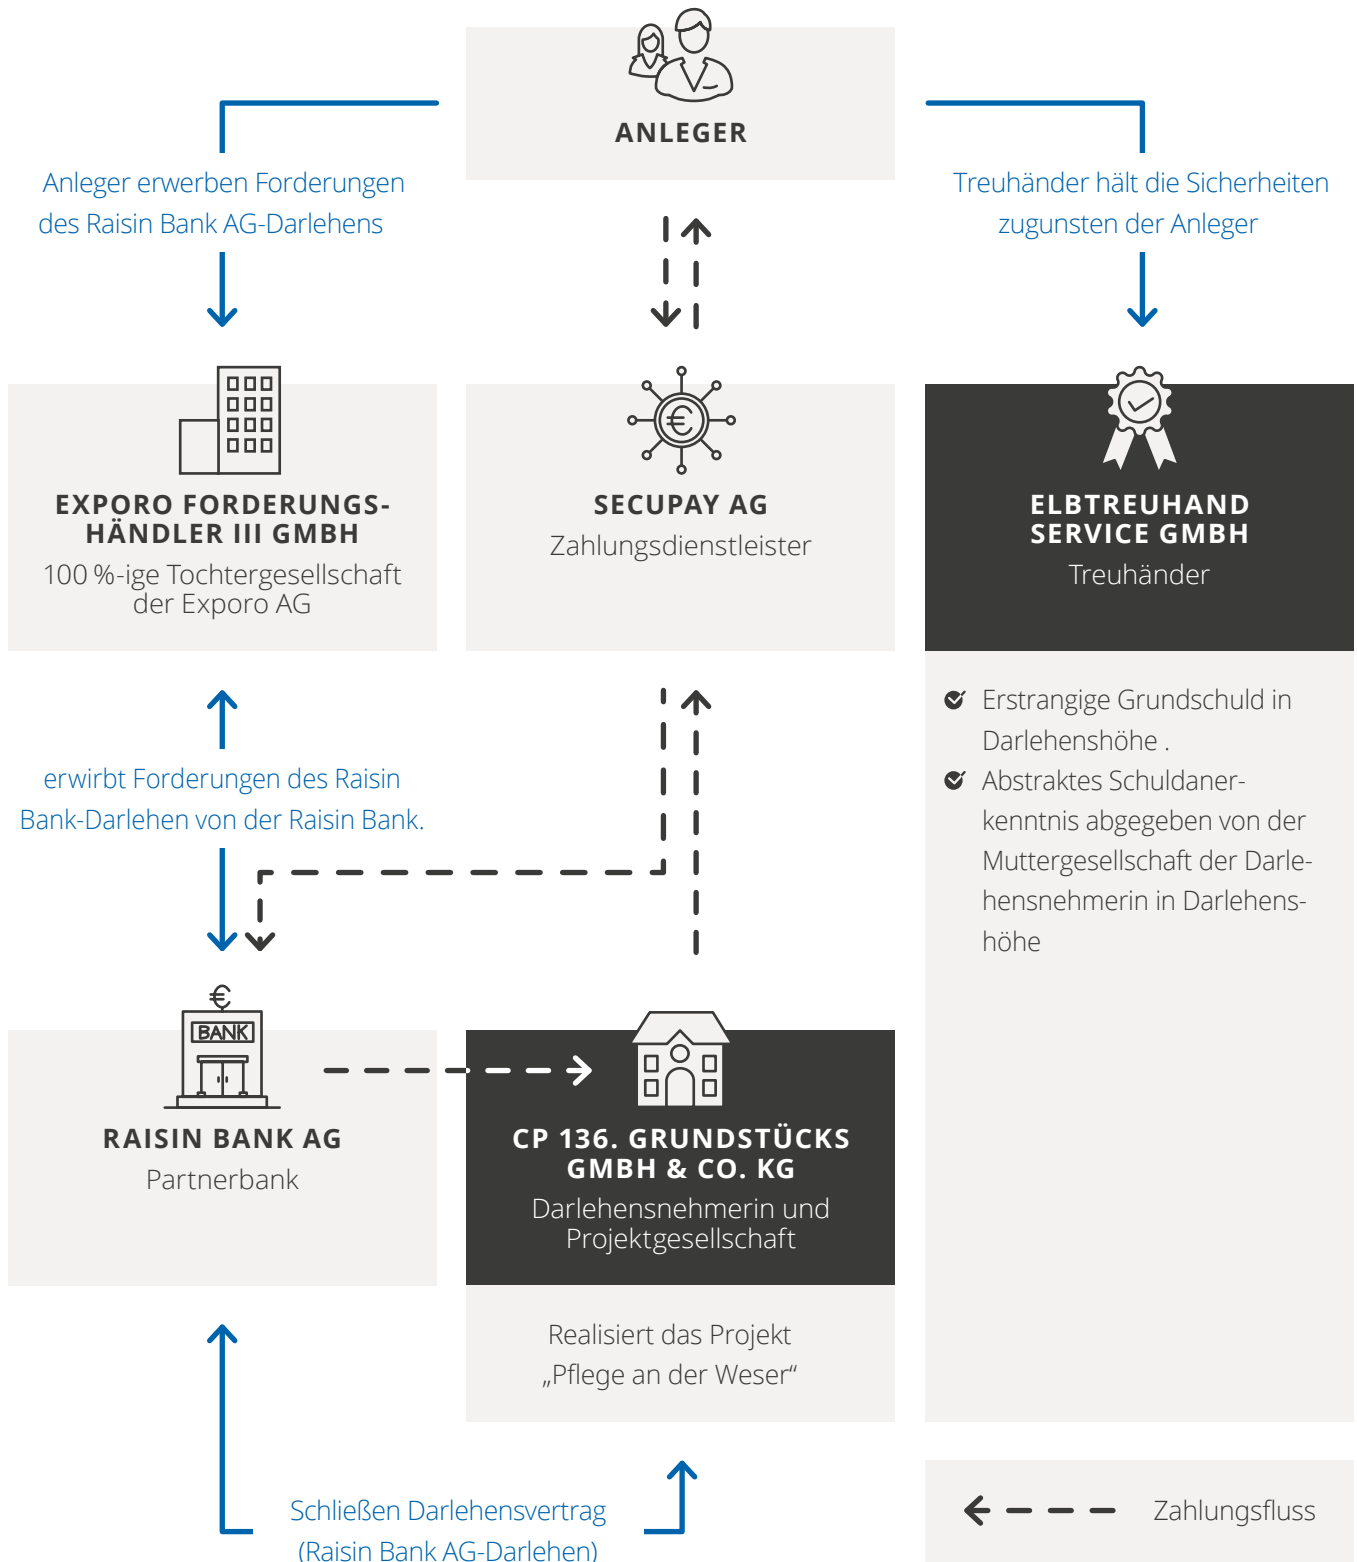 ANLEGER
Anleger erwerben Forderungen
des Raisin Bank AG-Darlehens
Treuhänder hält die Sicherheiten
zugunsten der Anleger
EXPORO FORDERUNGS-
HÄNDLER III GMBH
100 %-ige Tochtergesellschaft
der Exporo AG
SECUPAY AG
Zahlungsdienstleister
ELBTREUHAND
SERVICE GMBH
Treuhänder
Erstrangige Grundschuld in
Darlehenshöhe .
Abstraktes Schuldaner-
kenntnis abgegeben von der
Muttergesellschaft der Darle-
hensnehmerin in Darlehens-
höhe
erwirbt Forderungen des Raisin
Bank-Darlehen von der Raisin Bank.
€
BANK
RAISIN BANK AG
Partnerbank
CP 136. GRUNDSTÜCKS
GMBH & CO. KG
Darlehensnehmerin und
Projektgesellschaft
Realisiert das Projekt
„Pflege an der Weser“
Schließen Darlehensvertrag
(Raisin Bank AG-Darlehen)
Zahlungsfluss